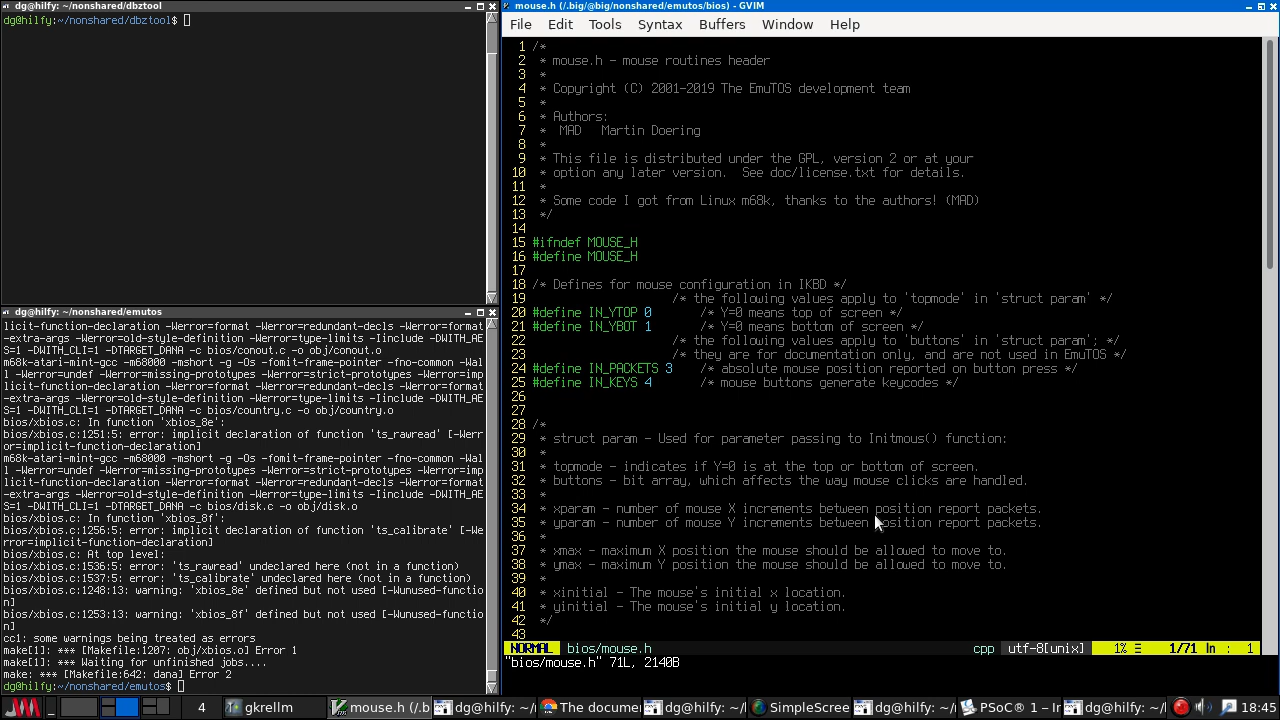 dg@hilfy: ~/nonshared/dbztool
dg@hilfy:~/nonshared/dbztool$
dg@hilfy: ~/nonshared/emutos
licit-function-declaration -Werror=format -Werror=redundant-decls -Werror=format
-extra-args -Werror=old-style-definition -Werror=type-limits -Iinclude -DWITH_AE
S=1 -DWITH_CLI=1 -DTARGET_DANA -c bios/conout.c -o obj/conout.o
m68k-atari-mint-gcc -m68000 -mshort -g -Os -fomit-frame-pointer -fno-common -Wal
l -Werror=undef -Werror=missing-prototypes -Werror=strict-prototypes -Werror=imp
licit-function-declaration -Werror=format -Werror=redundant-decls -Werror=format
-extra-args -Werror=old-style-definition -Werror=type-limits -Iinclude -DWITH_AE
S=1 -DWITH_CLI=1 -DTARGET_DANA -c bios/country.c -o obj/country.o
bios/xbios.c: In function 'xbios_8e':
bios/xbios.c:1251:5: error: implicit declaration of function 'ts_rawread' [-Werr
or=implicit-function-declaration]
m68k-atari-mint-gcc -m68000 -mshort -g -Os -fomit-frame-pointer -fno-common -Wal
l -Werror=undef -Werror=missing-prototypes -Werror=strict-prototypes -Werror=imp
licit-function-declaration -Werror=format -Werror=redundant-decls -Werror=format
-extra-args -Werror=old-style-definition -Werror=type-limits -Iinclude -DWITH_AE
S=1 -DWITH_CLI=1 -DTARGET_DANA -c bios/disk.c -o obj/disk.o
bios/xbios.c: In function 'xbios_8f':
bios/xbios.c:1256:5: error: implicit declaration of function 'ts_calibrate' [-We
rror=implicit-function-declaration]
bios/xbios.c: At top level:
bios/xbios.c:1536:5: error: 'ts_rawread' undeclared here (not in a function)
bios/xbios.c:1537:5: error: 'ts_calibrate' undeclared here (not in a function)
bios/xbios.c:1248:13: warning: 'xbios_8e' defined but not used [-Wunused-functio
n]
bios/xbios.c:1253:13: warning: 'xbios_8f' defined but not used [-Wunused-functio
n]
cc1: some warnings being treated as errors
make[1]: *** [Makefile:1207: obj/xbios.o] Error 1
make[1]: *** Waiting for unfinished jobs....
make: *** [Makefile:642: dana] Error 2
dg@hilfy:~/nonshared/emutos$
mouse.h (/.big/@big/nonshared/emutos/bios) - GVIM
File Edit Tools Syntax Buffers Window Help
1 /*
2  * mouse.h - mouse routines header
3  *
4  * Copyright (C) 2001-2019 The EmuTOS development team
5  *
6  * Authors:
7  *  MAD   Martin Doering
8  *
9  * This file is distributed under the GPL, version 2 or at your
10  * option any later version.  See doc/license.txt for details.
11  *
12  * Some code I got from Linux m68k, thanks to the authors! (MAD)
13  */
14
15 #ifndef MOUSE_H
16 #define MOUSE_H
17
18 /* Defines for mouse configuration in IKBD */
19 /* the following values apply to 'topmode' in 'struct param' */
20 #define IN_YTOP 0 /* Y=0 means top of screen */
21 #define IN_YBOT 1 /* Y=0 means bottom of screen */
22 /* the following values apply to 'buttons' in 'struct param'; */
23 /* they are for documentation only, and are not used in EmuTOS */
24 #define IN_PACKETS 3 /* absolute mouse position reported on button press */
25 #define IN_KEYS 4 /* mouse buttons generate keycodes */
26
27
28 /*
29  * struct param - Used for parameter passing to Initmous() function:
30  *
31  * topmode - indicates if Y=0 is at the top or bottom of screen.
32  * buttons - bit array, which affects the way mouse clicks are handled.
33  *
34  * xparam - number of mouse X increments between position report packets.
35  * yparam - number of mouse Y increments between position report packets.
36  *
37  * xmax - maximum X position the mouse should be allowed to move to.
38  * ymax - maximum Y position the mouse should be allowed to move to.
39  *
40  * xinitial - The mouse's initial x location.
41  * yinitial - The mouse's initial y location.
42  */
43
NORMAL bios/mouse.h cpp utf-8[unix] 1% ☰ 1/71 ln : 1
"bios/mouse.h" 71L, 2140B
4 gkrellm mouse.h (/.b dg@hilfy: ~/ The docume dg@hilfy: ~/ SimpleScree dg@hilfy: ~/ PSoC® 1 – Ir dg@hilfy: ~/ 18:45